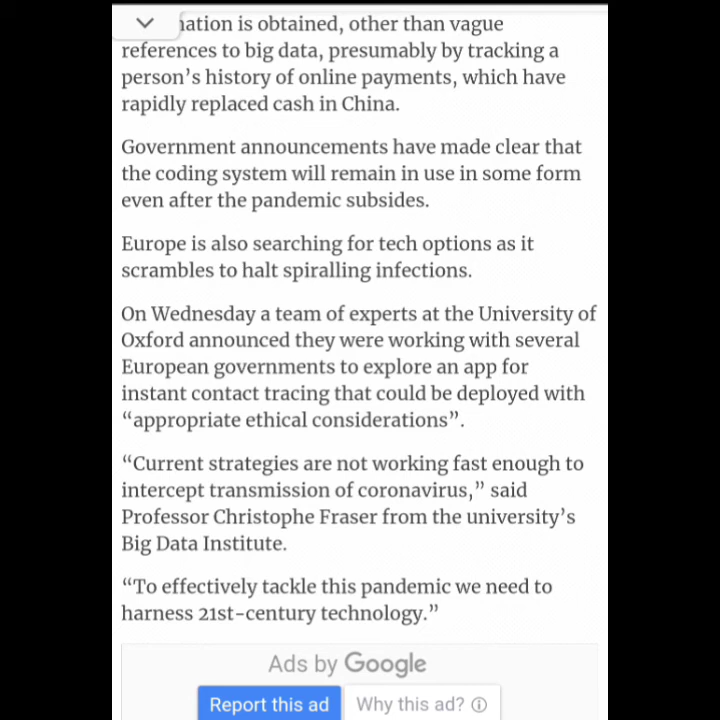 ation is obtained, other than vague
references to big data, presumably by tracking a
person’s history of online payments, which have
rapidly replaced cash in China.
Government announcements have made clear that
the coding system will remain in use in some form
even after the pandemic subsides.
Europe is also searching for tech options as it
scrambles to halt spiralling infections.
On Wednesday a team of experts at the University of
Oxford announced they were working with several
European governments to explore an app for
instant contact tracing that could be deployed with
“appropriate ethical considerations”.
“Current strategies are not working fast enough to
intercept transmission of coronavirus,” said
Professor Christophe Fraser from the university’s
Big Data Institute.
“To effectively tackle this pandemic we need to
harness 21st-century technology.”
Ads by Google
Report this ad Why this ad?